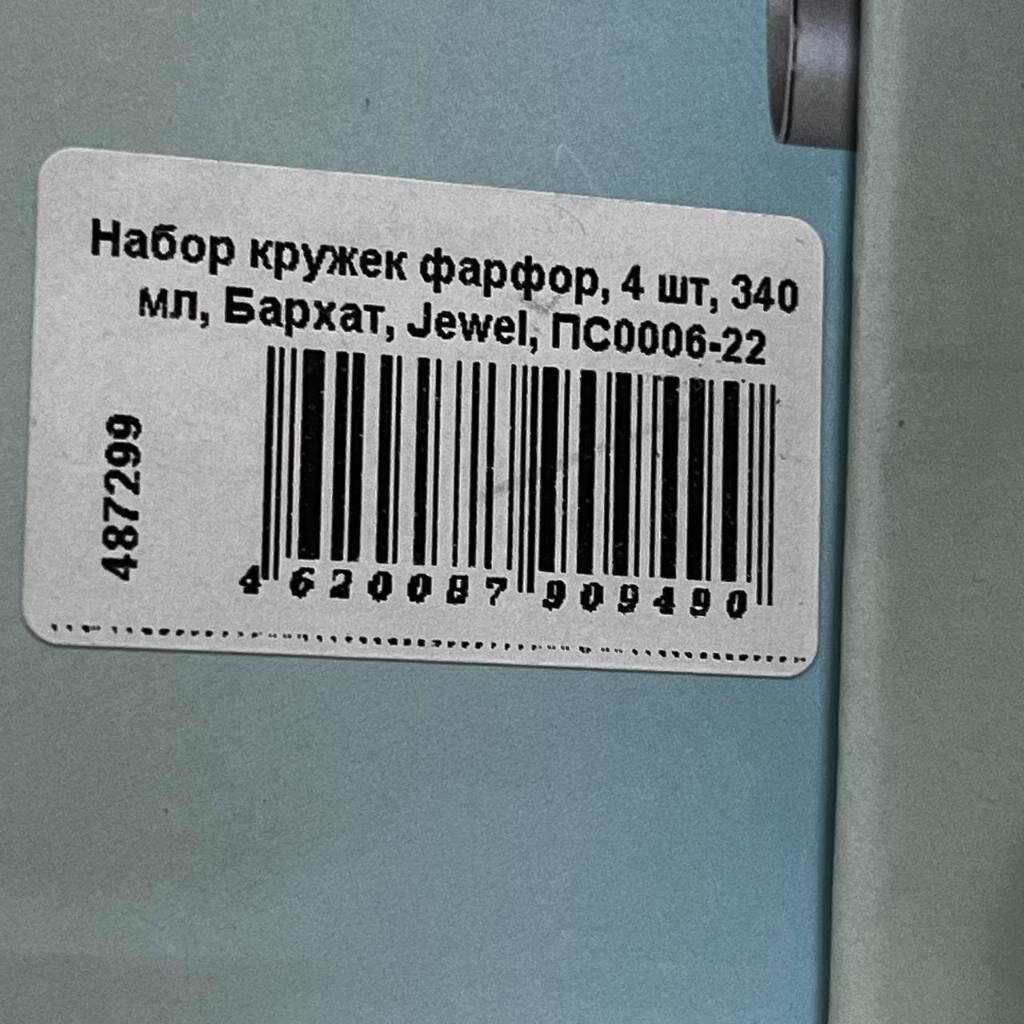 Набор кружек фарфор, 4 шт, 340
мл, Бархат, Jewel, ПС0006-22
487299
4 620087 909490